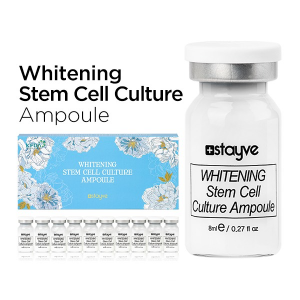 Whitening
Stem Cell Culture
Ampoule
WHITENING
STEM CELL CULTURE
AMPOULE
stayve
+stayve
WHITENING
Stem Cell
Culture Ampoule
8ml℮ / 0.27 fl oz